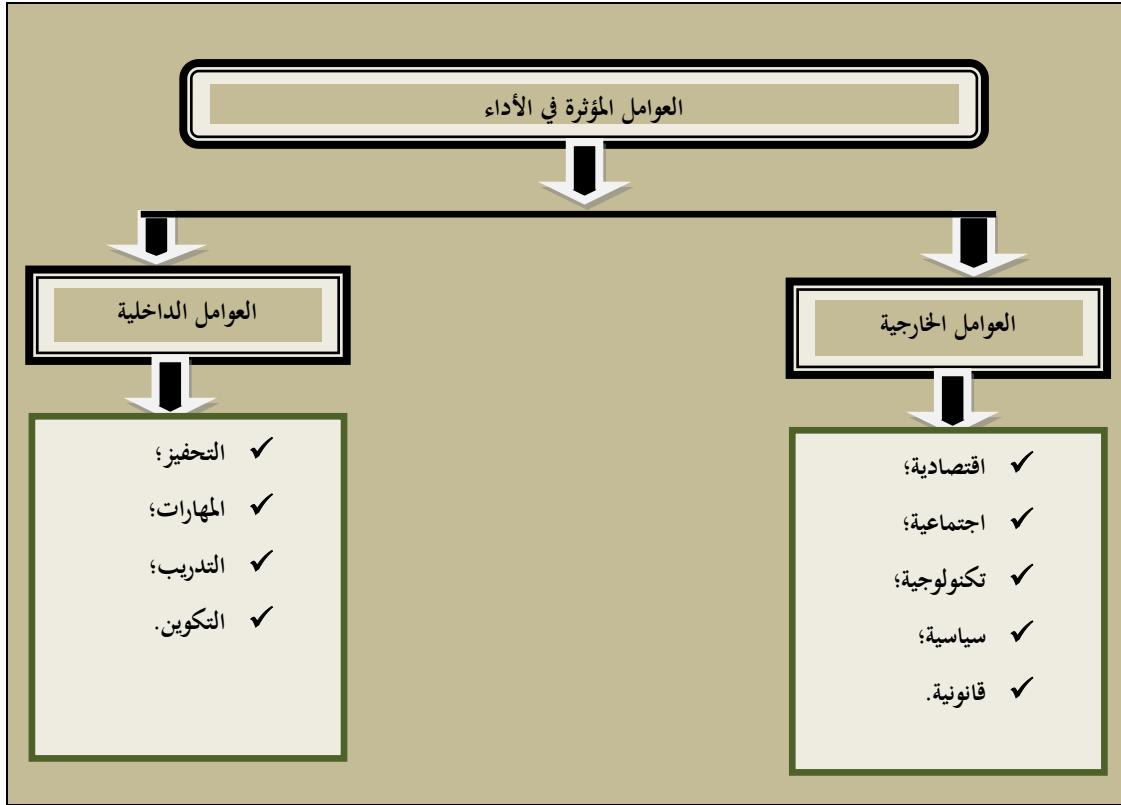 العوامل المؤثرة في الأداء
العوامل الخارجية
اقتصادية؛
اجتماعية؛
تكنولوجية؛
سياسية؛
قانونية.
العوامل الداخلية
التحفيز؛
المهارات؛
التدريب؛
التكوين.